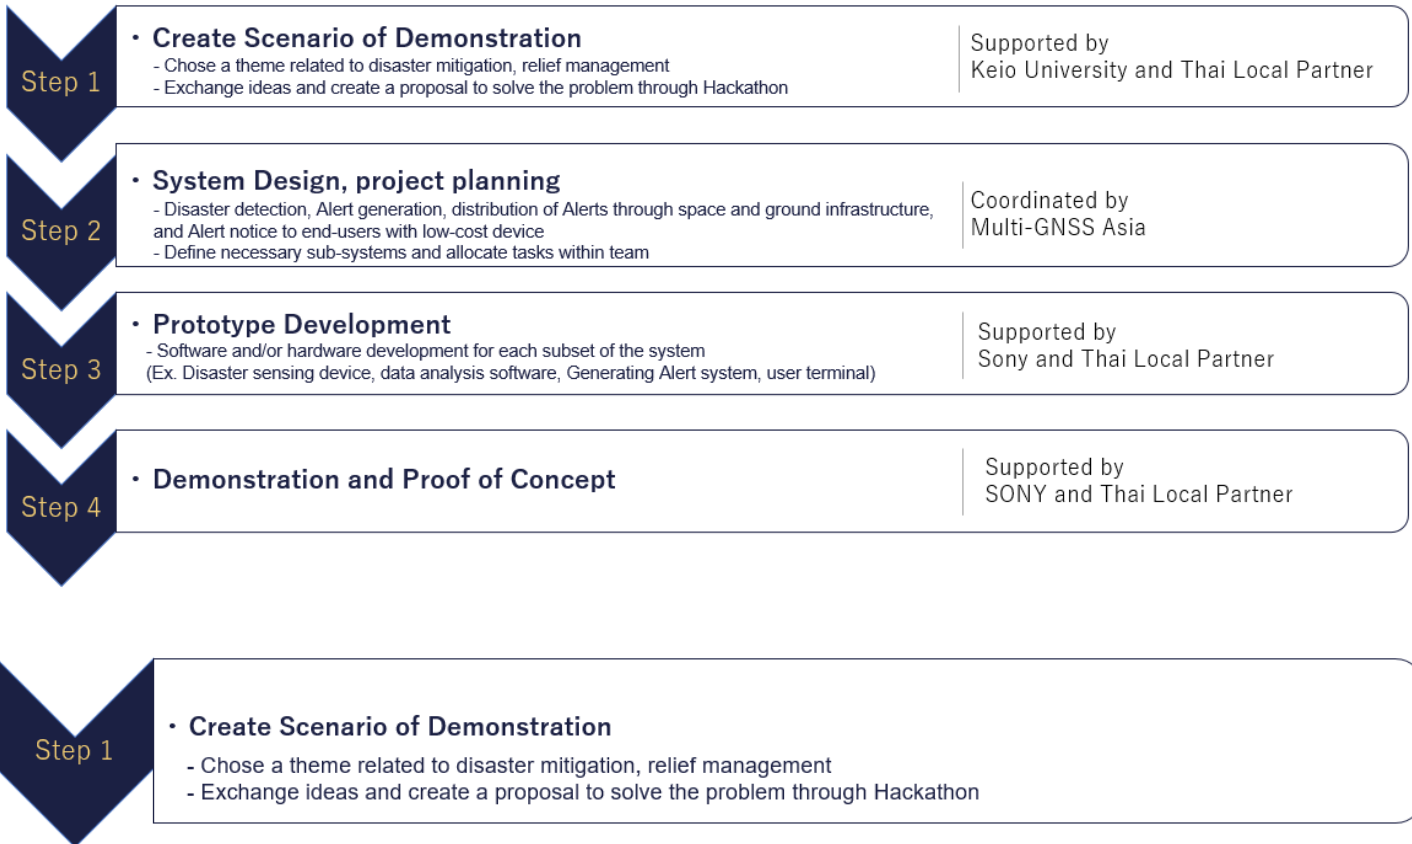 Step 1
・ Create Scenario of Demonstration
- Chose a theme related to disaster mitigation, relief management
- Exchange ideas and create a proposal to solve the problem through Hackathon
Supported by
Keio University and Thai Local Partner
Step 2
・ System Design, project planning
- Disaster detection, Alert generation, distribution of Alerts through space and ground infrastructure,
and Alert notice to end-users with low-cost device
- Define necessary sub-systems and allocate tasks within team
Coordinated by
Multi-GNSS Asia
Step 3
・ Prototype Development
- Software and/or hardware development for each subset of the system
(Ex. Disaster sensing device, data analysis software, Generating Alert system, user terminal)
Supported by
Sony and Thai Local Partner
Step 4
・ Demonstration and Proof of Concept
Supported by
SONY and Thai Local Partner
Step 1
・ Create Scenario of Demonstration
- Chose a theme related to disaster mitigation, relief management
- Exchange ideas and create a proposal to solve the problem through Hackathon